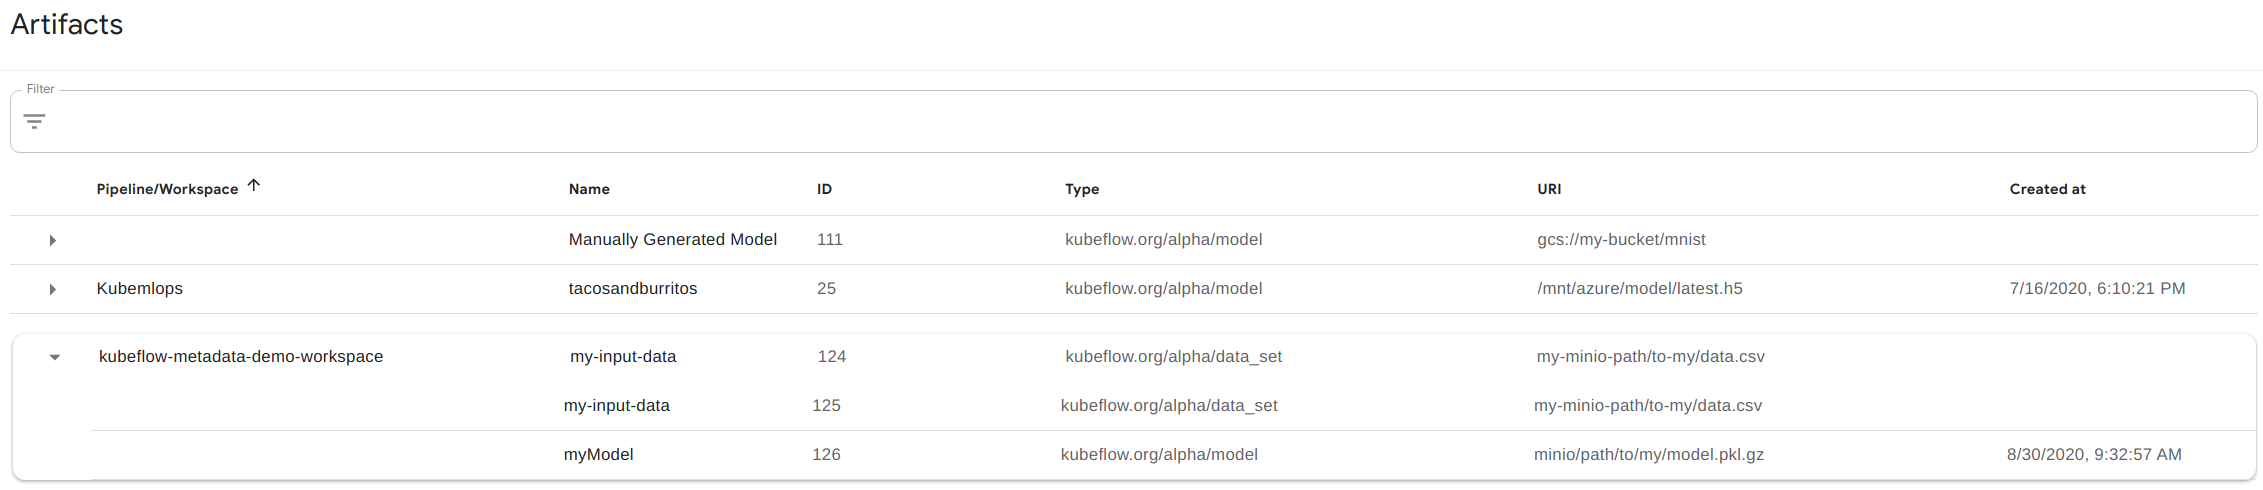 Artifacts
Filter
Pipeline/Workspace Name ID Type URI Created at
Manually Generated Model 111 kubeflow.org/alpha/model gcs://my-bucket/mnist
Kubemlops tacosandburritos 25 kubeflow.org/alpha/model /mnt/azure/model/latest.h5 7/16/2020, 6:10:21 PM
kubeflow-metadata-demo-workspace my-input-data 124 kubeflow.org/alpha/data_set my-minio-path/to-my/data.csv
my-input-data 125 kubeflow.org/alpha/data_set my-minio-path/to-my/data.csv
myModel 126 kubeflow.org/alpha/model minio/path/to/my/model.pkl.gz 8/30/2020, 9:32:57 AM